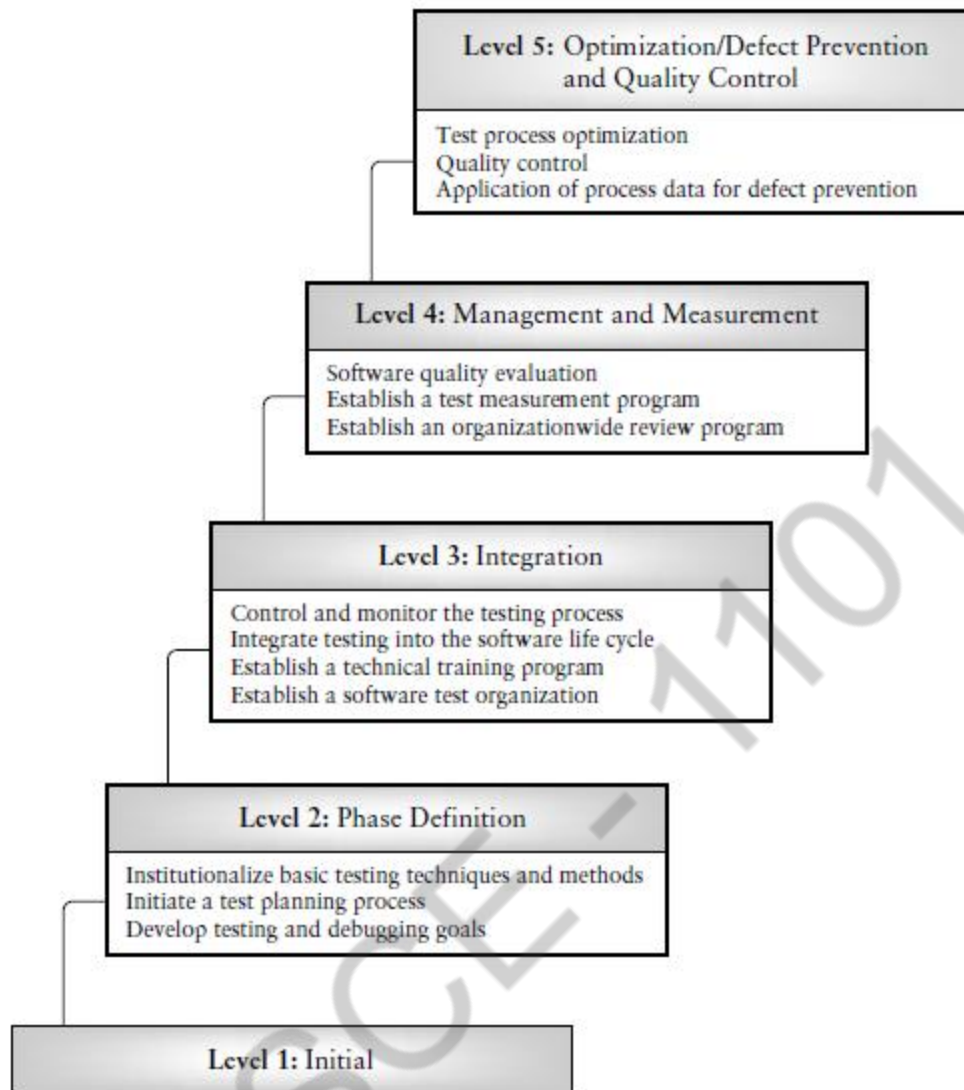 Level 5: Optimization/Defect Prevention
and Quality Control
Test process optimization
Quality control
Application of process data for defect prevention
Level 4: Management and Measurement
Software quality evaluation
Establish a test measurement program
Establish an organizationwide review program
Level 3: Integration
Control and monitor the testing process
Integrate testing into the software life cycle
Establish a technical training program
Establish a software test organization
Level 2: Phase Definition
Institutionalize basic testing techniques and methods
Initiate a test planning process
Develop testing and debugging goals
Level 1: Initial
SCE - 1101